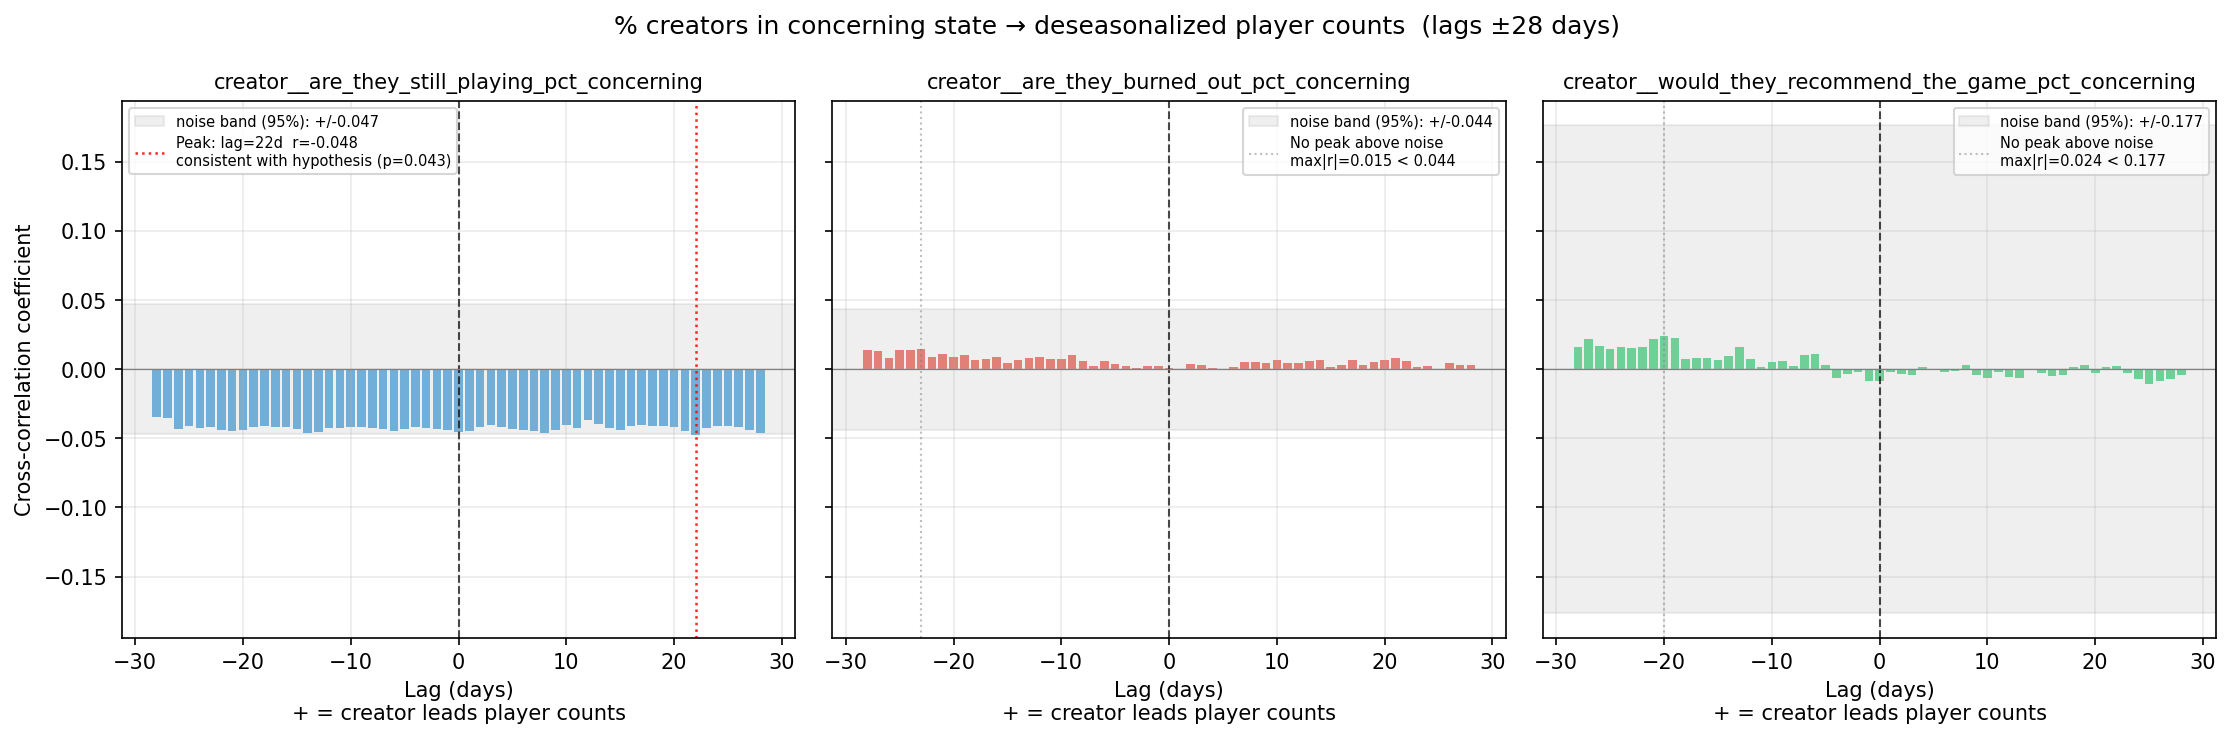 % creators in concerning state → deseasonalized player counts  (lags ±28 days)
creator__are_they_still_playing_pct_concerning
noise band (95%): +/-0.047
Peak: lag=22d  r=-0.048
consistent with hypothesis (p=0.043)
0.15
0.10
0.05
0.00
−0.05
−0.10
−0.15
Cross-correlation coefficient
−30
−20
−10
0
10
20
30
Lag (days)
+ = creator leads player counts
creator__are_they_burned_out_pct_concerning
noise band (95%): +/-0.044
No peak above noise
max|r|=0.015 < 0.044
−30
−20
−10
0
10
20
30
Lag (days)
+ = creator leads player counts
creator__would_they_recommend_the_game_pct_concerning
noise band (95%): +/-0.177
No peak above noise
max|r|=0.024 < 0.177
−30
−20
−10
0
10
20
30
Lag (days)
+ = creator leads player counts